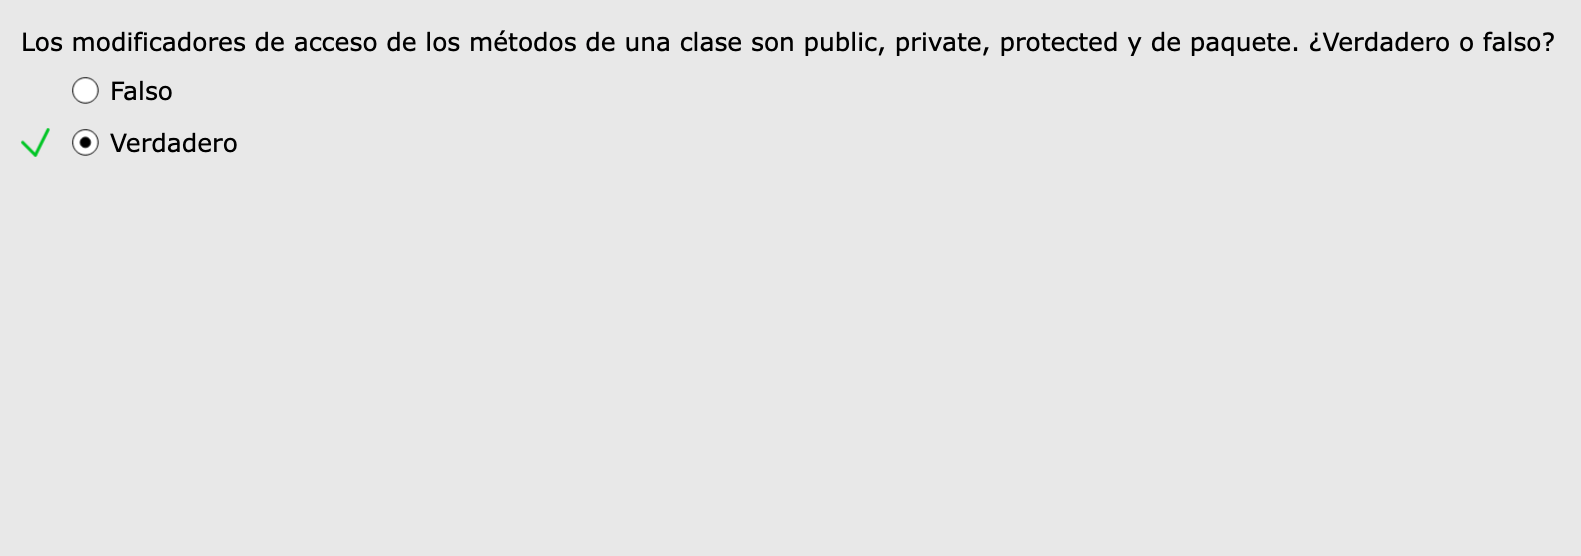 Los modificadores de acceso de los métodos de una clase son public, private, protected y de paquete. ¿Verdadero o falso?
Falso
Verdadero